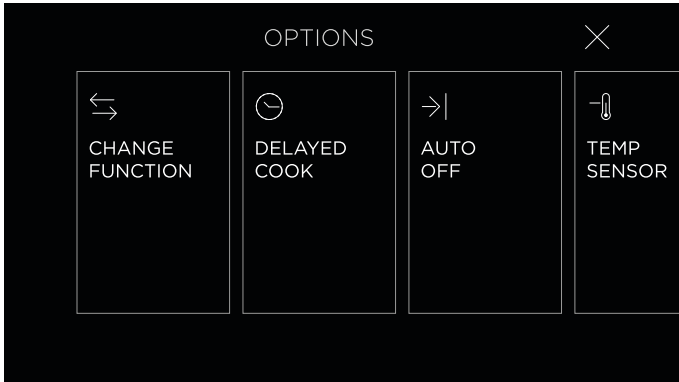 OPTIONS
CHANGE
FUNCTION
DELAYED
COOK
AUTO
OFF
TEMP
SENSOR